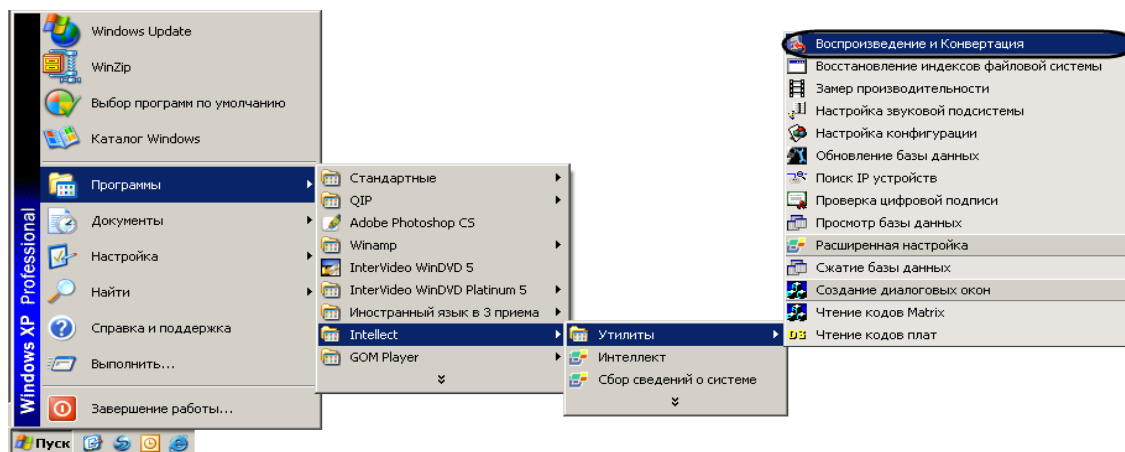 Windows Update
WinZip
Выбор программ по умолчанию
Каталог Windows
Программы
Документы
Настройка
Найти
Справка и поддержка
Выполнить...
Завершение работы...
Windows XP Professional
Пуск
Стандартные
QIP
Adobe Photoshop CS
Winamp
InterVideo WinDVD 5
InterVideo WinDVD Platinum 5
Иностранный язык в 3 приема
Intellect
GOM Player
Утилиты
Интеллект
Сбор сведений о системе
Воспроизведение и Конвертация
Восстановление индексов файловой системы
Замер производительности
Настройка звуковой подсистемы
Настройка конфигурации
Обновление базы данных
Поиск IP устройств
Проверка цифровой подписи
Просмотр базы данных
Расширенная настройка
Сжатие базы данных
Создание диалоговых окон
Чтение кодов Matrix
Чтение кодов плат